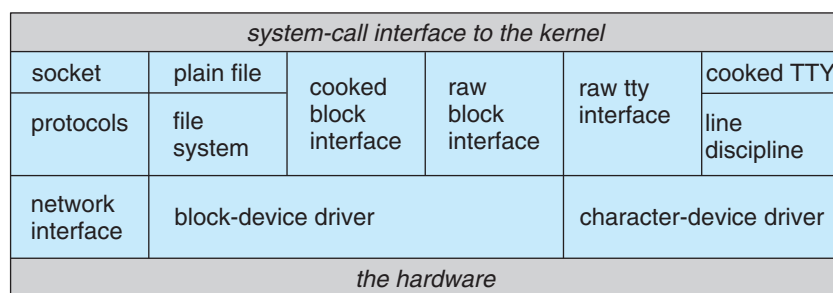 system-call interface to the kernel
socket
plain file
cooked
block
interface
raw
block
interface
raw tty
interface
cooked TTY
protocols
file
system
line
discipline
network
interface
block-device driver
character-device driver
the hardware